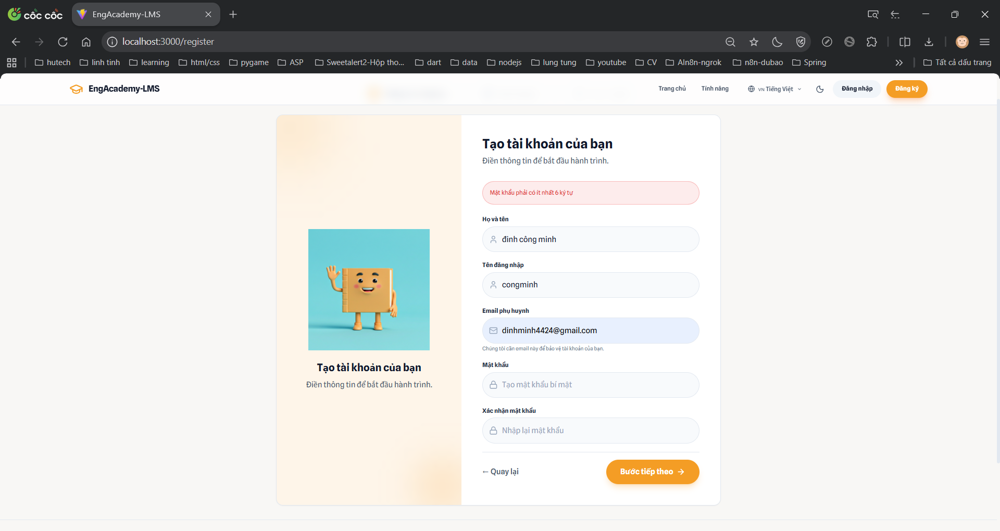 cốc cốc
EngAcademy-LMS
localhost:3000/register
hutech
linh tinh
learning
html/css
pygame
ASP
Sweetalert2-Hộp tho...
dart
data
nodejs
lung tung
youtube
CV
AIn8n-ngrok
n8n-dubao
Spring
Tất cả dấu trang
EngAcademy-LMS
Trang chủ
Tính năng
VN Tiếng Việt
Đăng nhập
Đăng ký
Tạo tài khoản của bạn
Điền thông tin để bắt đầu hành trình.
Tạo tài khoản của bạn
Điền thông tin để bắt đầu hành trình.
Mật khẩu phải có ít nhất 6 ký tự
Họ và tên
đinh công minh
Tên đăng nhập
congminh
Email phụ huynh
dinhminh4424@gmail.com
Chúng tôi cần email này để bảo vệ tài khoản của bạn.
Mật khẩu
Tạo mật khẩu bí mật
Xác nhận mật khẩu
Nhập lại mật khẩu
← Quay lại
Bước tiếp theo →